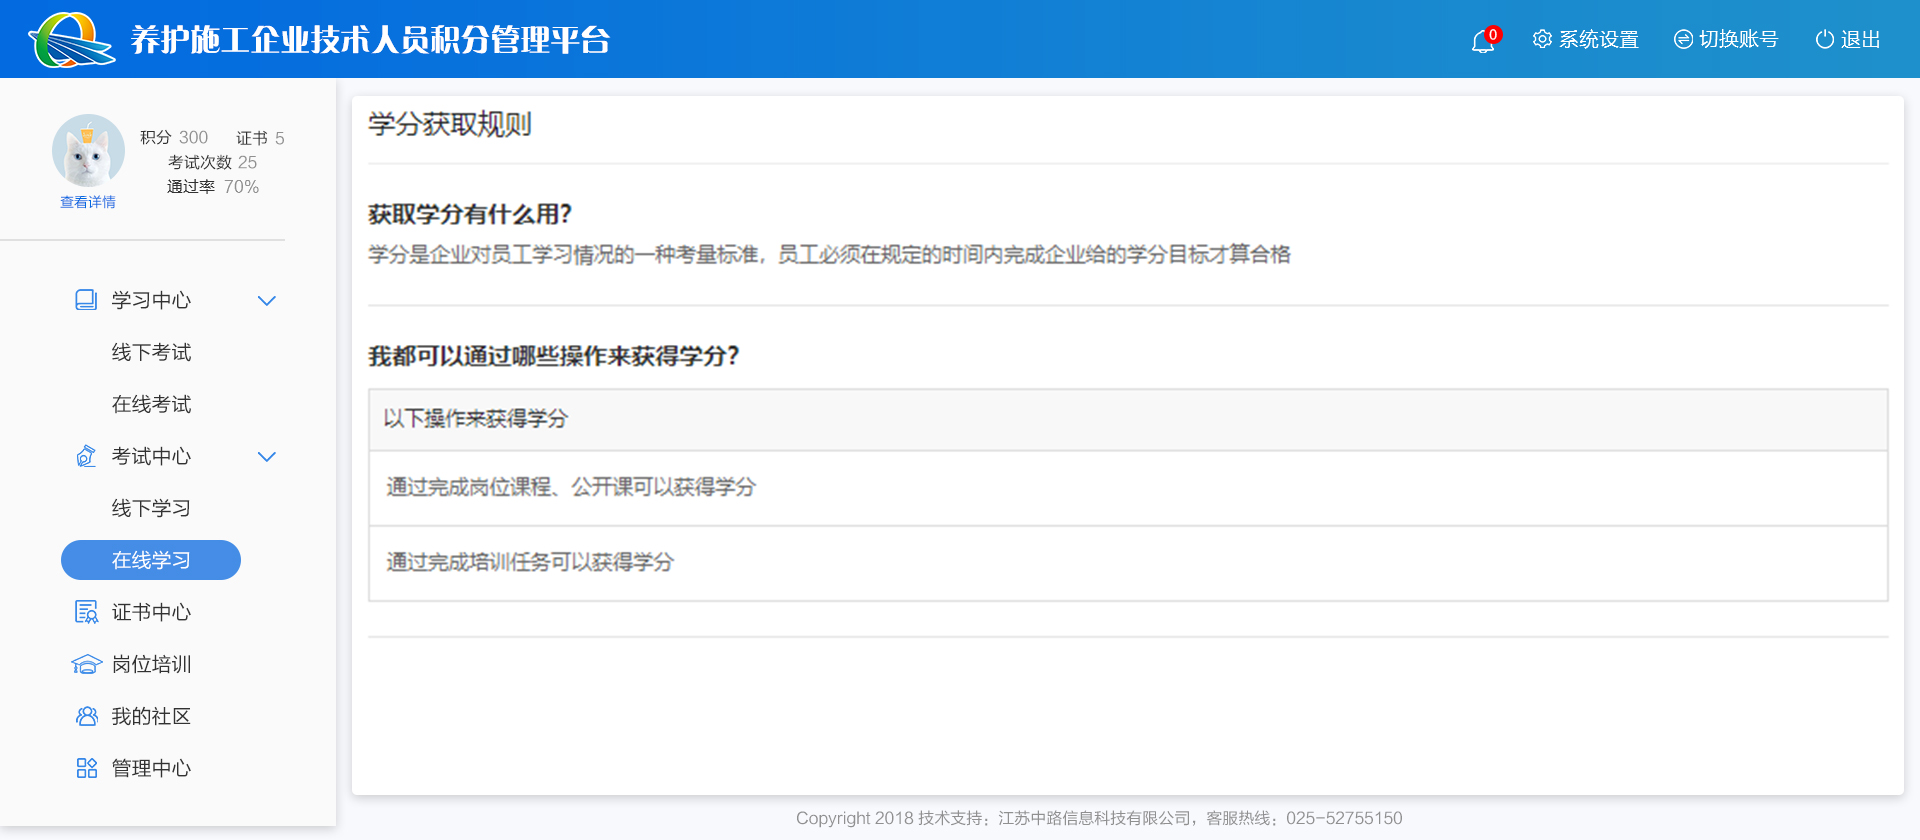 养护施工企业技术人员积分管理平台
0 系统设置 切换账号 退出
积分 300 证书 5
考试次数 25
通过率 70%
查看详情
学习中心
线下考试
在线考试
考试中心
线下学习
在线学习
证书中心
岗位培训
我的社区
管理中心
学分获取规则
获取学分有什么用?
学分是企业对员工学习情况的一种考量标准，员工必须在规定的时间内完成企业给的学分目标才算合格
我都可以通过哪些操作来获得学分?
以下操作来获得学分
通过完成岗位课程、公开课可以获得学分
通过完成培训任务可以获得学分
Copyright 2018 技术支持：江苏中路信息科技有限公司，客服热线：025-52755150